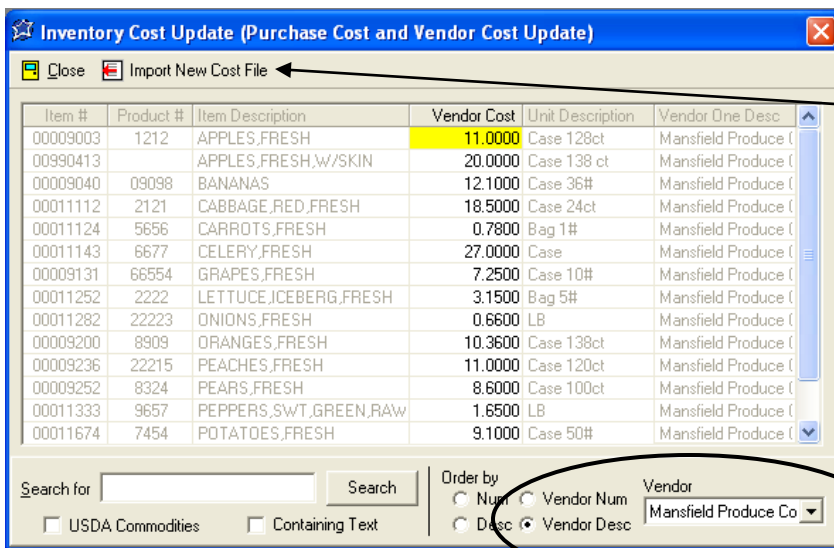 Inventory Cost Update (Purchase Cost and Vendor Cost Update)
Close Import New Cost File
Item # Product # Item Description Vendor Cost Unit Description Vendor One Desc
00009003 1212 APPLES,FRESH 11.0000 Case 128ct Mansfield Produce (
00990413 APPLES,FRESH,W/SKIN 20.0000 Case 138 ct Mansfield Produce (
00009040 09098 BANANAS 12.1000 Case 36# Mansfield Produce (
00011112 2121 CABBAGE,RED,FRESH 18.5000 Case 24ct Mansfield Produce (
00011124 5656 CARROTS,FRESH 0.7800 Bag 1# Mansfield Produce (
00011143 6677 CELERY,FRESH 27.0000 Case Mansfield Produce (
00009131 66554 GRAPES,FRESH 7.2500 Case 10# Mansfield Produce (
00011252 2222 LETTUCE,ICEBERG,FRESH 3.1500 Bag 5# Mansfield Produce (
00011282 22223 ONIONS,FRESH 0.6600 LB Mansfield Produce (
00009200 8909 ORANGES,FRESH 10.3600 Case 138ct Mansfield Produce (
00009236 22215 PEACHES,FRESH 11.0000 Case 120ct Mansfield Produce (
00009252 8324 PEARS,FRESH 8.6000 Case 100ct Mansfield Produce (
00011333 9657 PEPPERS,SWT,GREEN,RAW 1.6500 LB Mansfield Produce (
00011674 7454 POTATOES,FRESH 9.1000 Case 50# Mansfield Produce (
Search for Search
USDA Commodities Containing Text
Order by
Num Vendor Num
Desc Vendor Desc
Vendor
Mansfield Produce Co